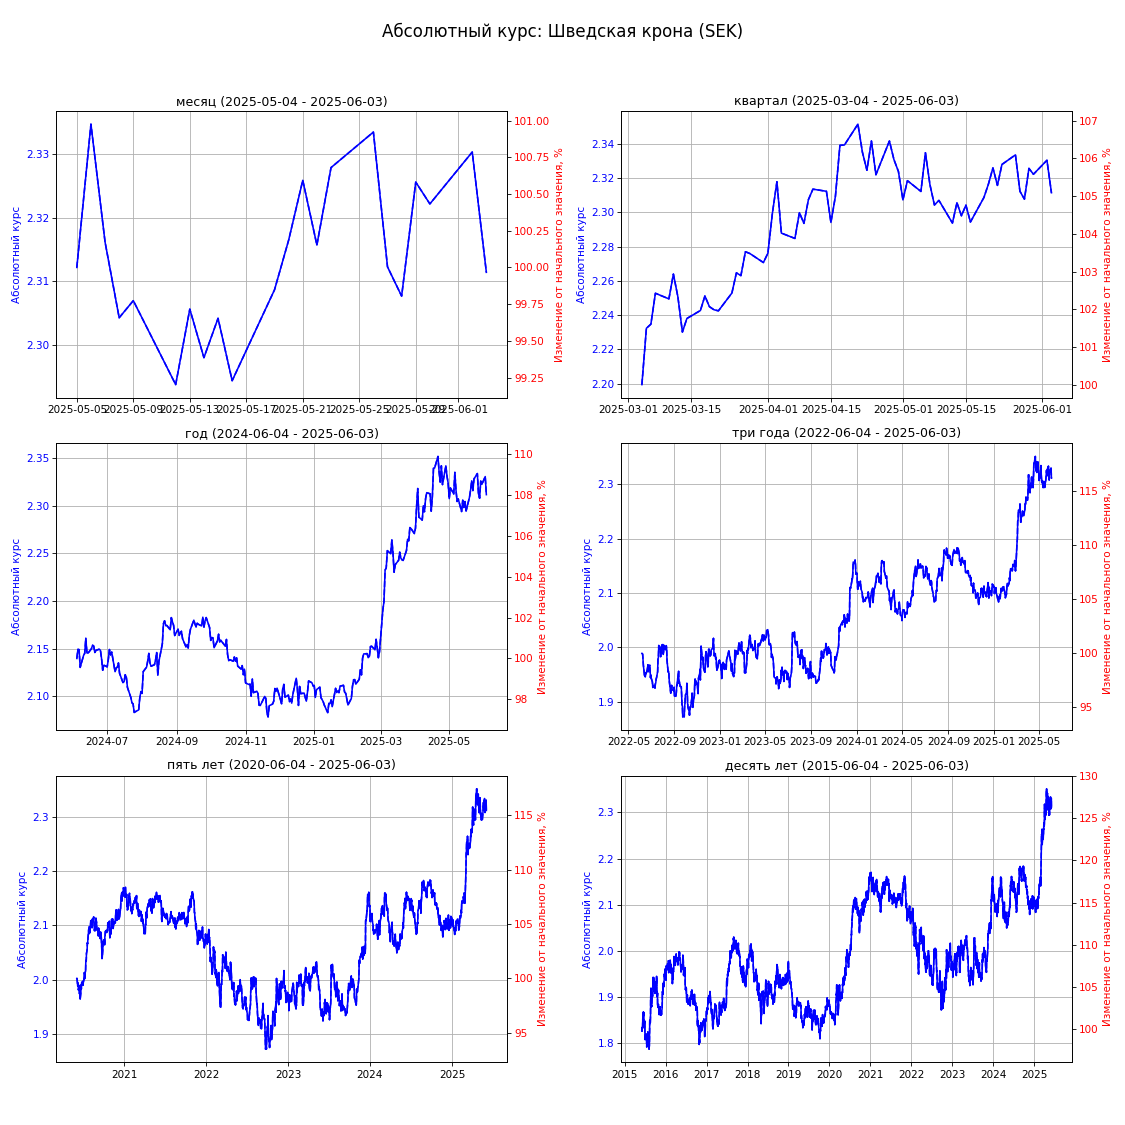 Абсолютный курс: Шведская крона (SEK)
месяц (2025-05-04 - 2025-06-03)
Абсолютный курс
2.33
2.32
2.31
2.30
101.00
100.75
100.50
100.25
100.00
99.75
99.50
99.25
Изменение от начального значения, %
2025-05-05 2025-05-09 2025-05-13 2025-05-17 2025-05-21 2025-05-25 2025-05-29 2025-06-01
квартал (2025-03-04 - 2025-06-03)
Абсолютный курс
2.34
2.32
2.30
2.28
2.26
2.24
2.22
2.20
107
106
105
104
103
102
101
100
Изменение от начального значения, %
2025-03-01 2025-03-15 2025-04-01 2025-04-15 2025-05-01 2025-05-15 2025-06-01
год (2024-06-04 - 2025-06-03)
Абсолютный курс
2.35
2.30
2.25
2.20
2.15
2.10
110
108
106
104
102
100
98
Изменение от начального значения, %
2024-07 2024-09 2024-11 2025-01 2025-03 2025-05
три года (2022-06-04 - 2025-06-03)
Абсолютный курс
2.3
2.2
2.1
2.0
1.9
115
110
105
100
95
Изменение от начального значения, %
2022-05 2022-09 2023-01 2023-05 2023-09 2024-01 2024-05 2024-09 2025-01 2025-05
пять лет (2020-06-04 - 2025-06-03)
Абсолютный курс
2.3
2.2
2.1
2.0
1.9
115
110
105
100
95
Изменение от начального значения, %
2021 2022 2023 2024 2025
десять лет (2015-06-04 - 2025-06-03)
Абсолютный курс
2.3
2.2
2.1
2.0
1.9
1.8
130
125
120
115
110
105
100
Изменение от начального значения, %
2015 2016 2017 2018 2019 2020 2021 2022 2023 2024 2025